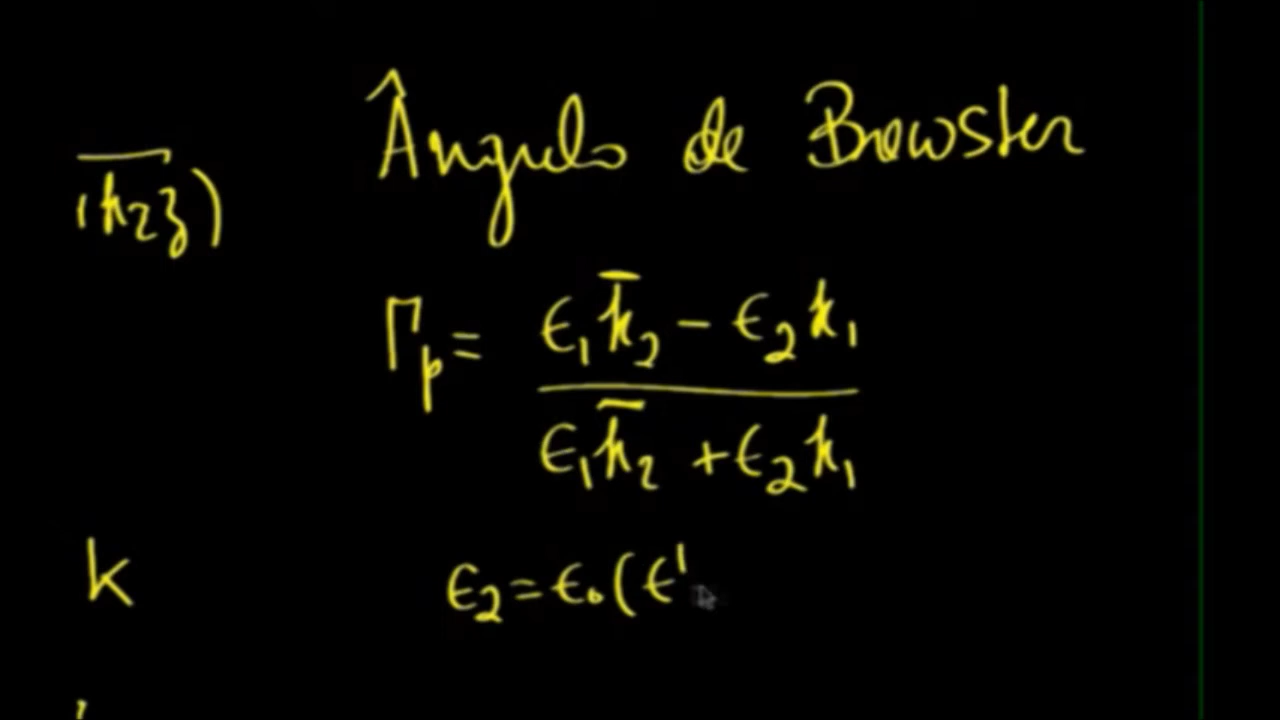 Ângulo de Brewster
k₂z)
Γp = (ϵ₁k̄₂ - ϵ₂k₁) / (ϵ₁k̄₂ + ϵ₂k₁)
k
ϵ₂ = ϵ₀(ϵ'